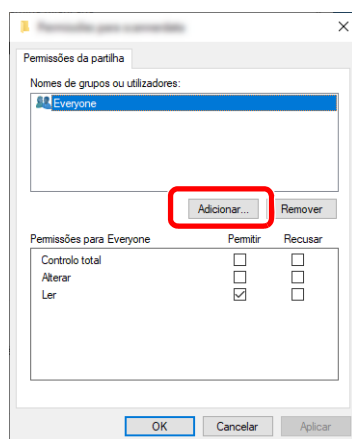 Permissões da partilha
Nomes de grupos ou utilizadores:
Everyone
Adicionar...
Remover
Permissões para Everyone Permitir Recusar
Controlo total
Alterar
Ler
OK Cancelar Aplicar